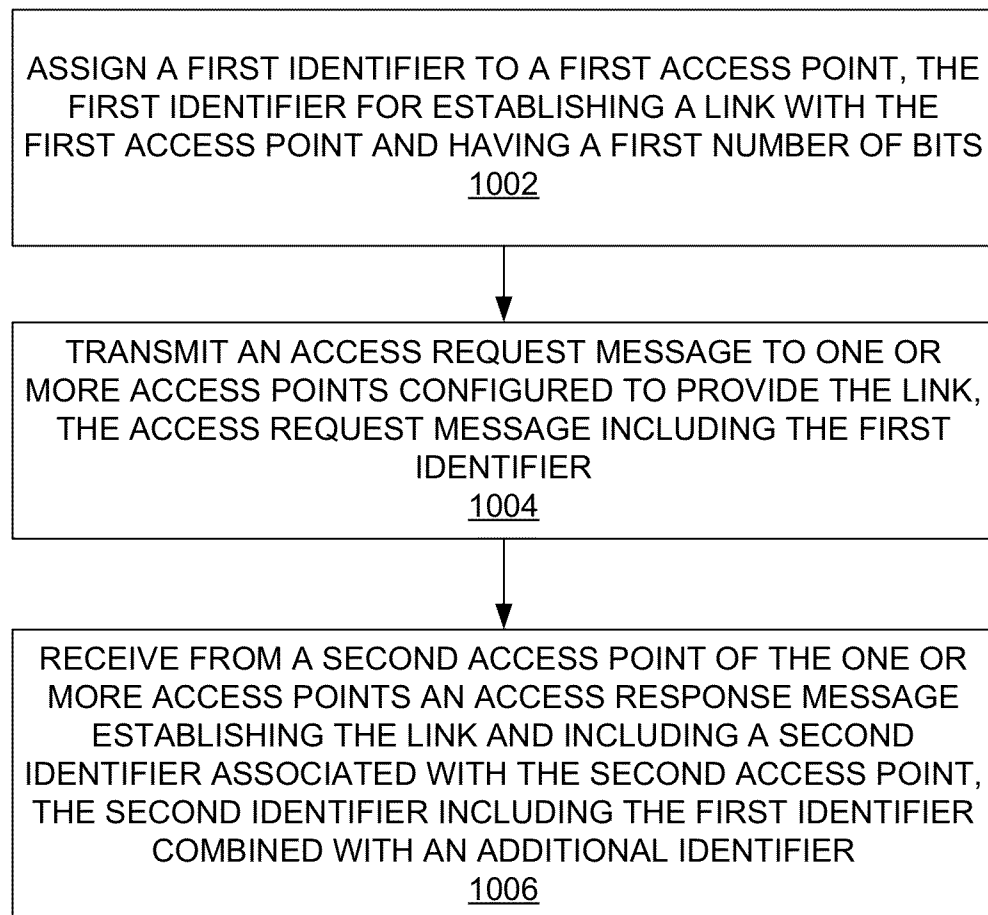 ASSIGN A FIRST IDENTIFIER TO A FIRST ACCESS POINT, THE
FIRST IDENTIFIER FOR ESTABLISHING A LINK WITH THE
FIRST ACCESS POINT AND HAVING A FIRST NUMBER OF BITS
1002
TRANSMIT AN ACCESS REQUEST MESSAGE TO ONE OR
MORE ACCESS POINTS CONFIGURED TO PROVIDE THE LINK,
THE ACCESS REQUEST MESSAGE INCLUDING THE FIRST
IDENTIFIER
1004
RECEIVE FROM A SECOND ACCESS POINT OF THE ONE OR
MORE ACCESS POINTS AN ACCESS RESPONSE MESSAGE
ESTABLISHING THE LINK AND INCLUDING A SECOND
IDENTIFIER ASSOCIATED WITH THE SECOND ACCESS POINT,
THE SECOND IDENTIFIER INCLUDING THE FIRST IDENTIFIER
COMBINED WITH AN ADDITIONAL IDENTIFIER
1006